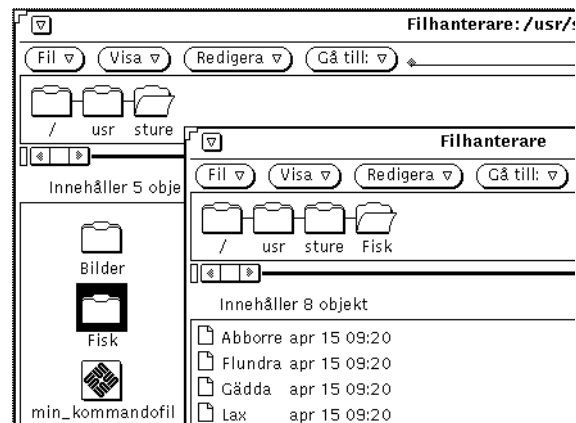 Filhanterare: /usr/s
Fil Visa Redigera Gå till:
/ usr sture
Innehåller 5 obje
Bilder
Fisk
min_kommandofil
Filhanterare
Fil Visa Redigera Gå till:
/ usr sture Fisk
Innehåller 8 objekt
Abborre apr 15 09:20
Flundra apr 15 09:20
Gädda apr 15 09:20
Lax apr 15 09:20